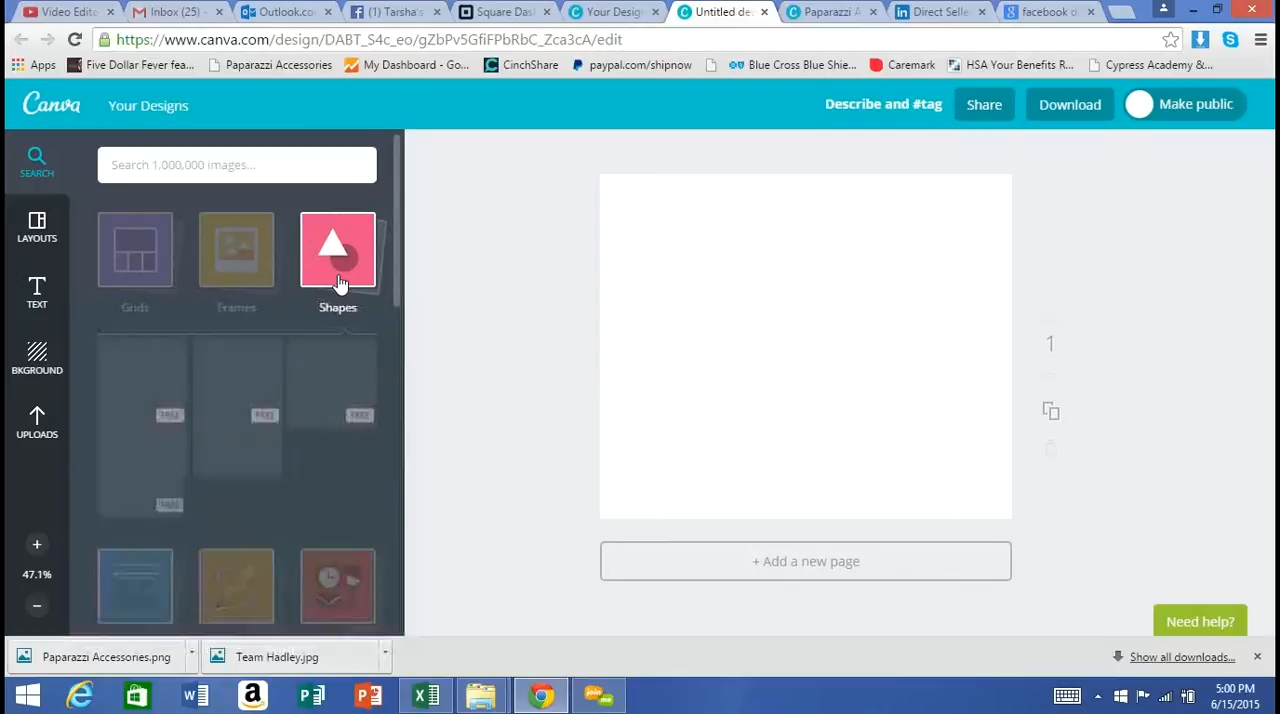 Video Edito
Inbox (25) -
Outlook.co
(1) Tarsha's
Square Das
Your Desig
Untitled de
Paparazzi A
Direct Selle
facebook o
https://www.canva.com/design/DABT_S4c_eo/gZbPv5GfiFPbRbC_Zca3cA/edit
Apps
Five Dollar Fever fea...
Paparazzi Accessories
My Dashboard - Go...
CinchShare
paypal.com/shipnow
Blue Cross Blue Shie...
Caremark
HSA Your Benefits R...
Cypress Academy &...
Canva
Your Designs
Describe and #tag
Share
Download
Make public
SEARCH
Search 1,000,000 images...
LAYOUTS
TEXT
BKGROUND
UPLOADS
47.1%
Grids
Frames
Shapes
FREE
FREE
FREE
FREE
1
+ Add a new page
Need help?
Paparazzi Accessories.png
Team Hadley.jpg
Show all downloads...
5:00 PM
6/15/2015